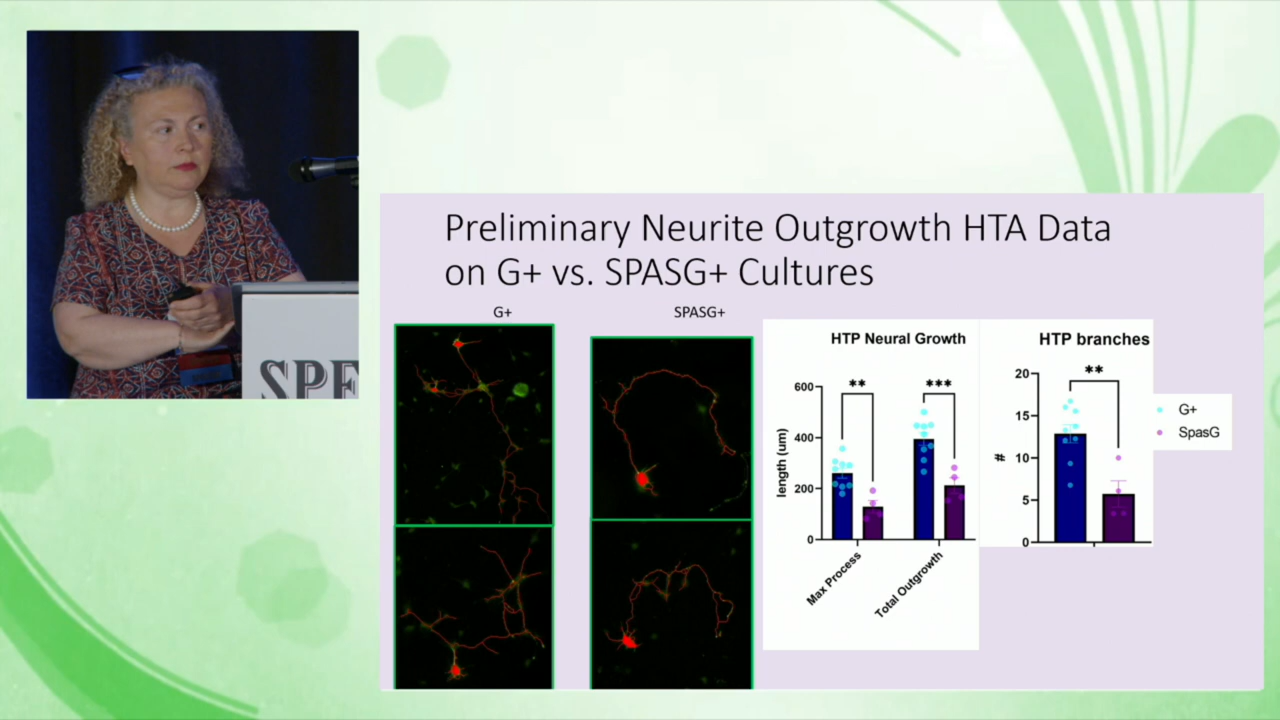 Preliminary Neurite Outgrowth HTA Data
on G+ vs. SPASG+ Cultures
G+
SPASG+
HTP Neural Growth
**
***
600
400
200
0
length (um)
Max Process
Total Outgrowth
HTP branches
**
20
15
10
5
0
#
G+
SpasG